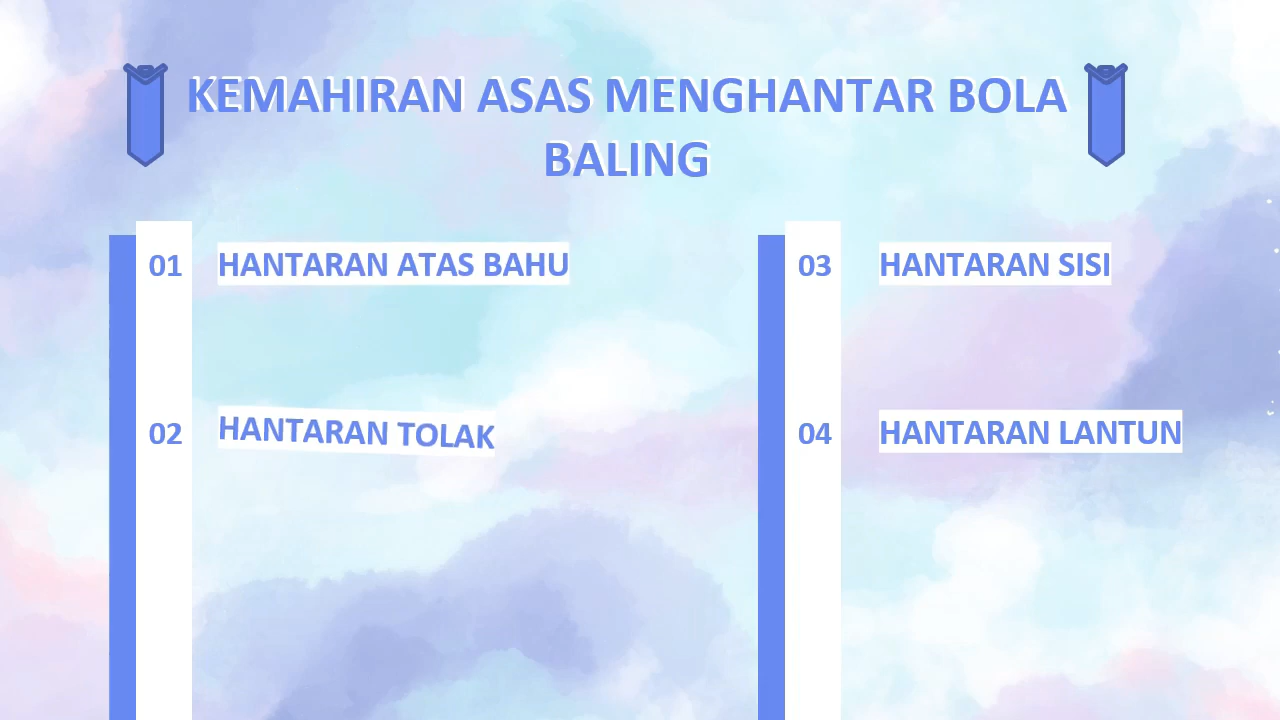 KEMAHIRAN ASAS MENGHANTAR BOLA
BALING
01 HANTARAN ATAS BAHU
02 HANTARAN TOLAK
03 HANTARAN SISI
04 HANTARAN LANTUN